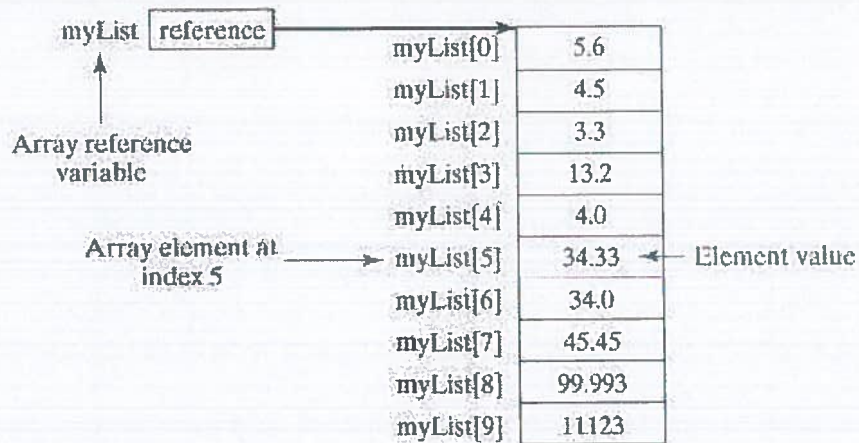 myList reference
Array reference
variable
myList[0] 5.6
myList[1] 4.5
myList[2] 3.3
myList[3] 13.2
myList[4] 4.0
Array element at
index 5
myList[5] 34.33 Element value
myList[6] 34.0
myList[7] 45.45
myList[8] 99.993
myList[9] 11123